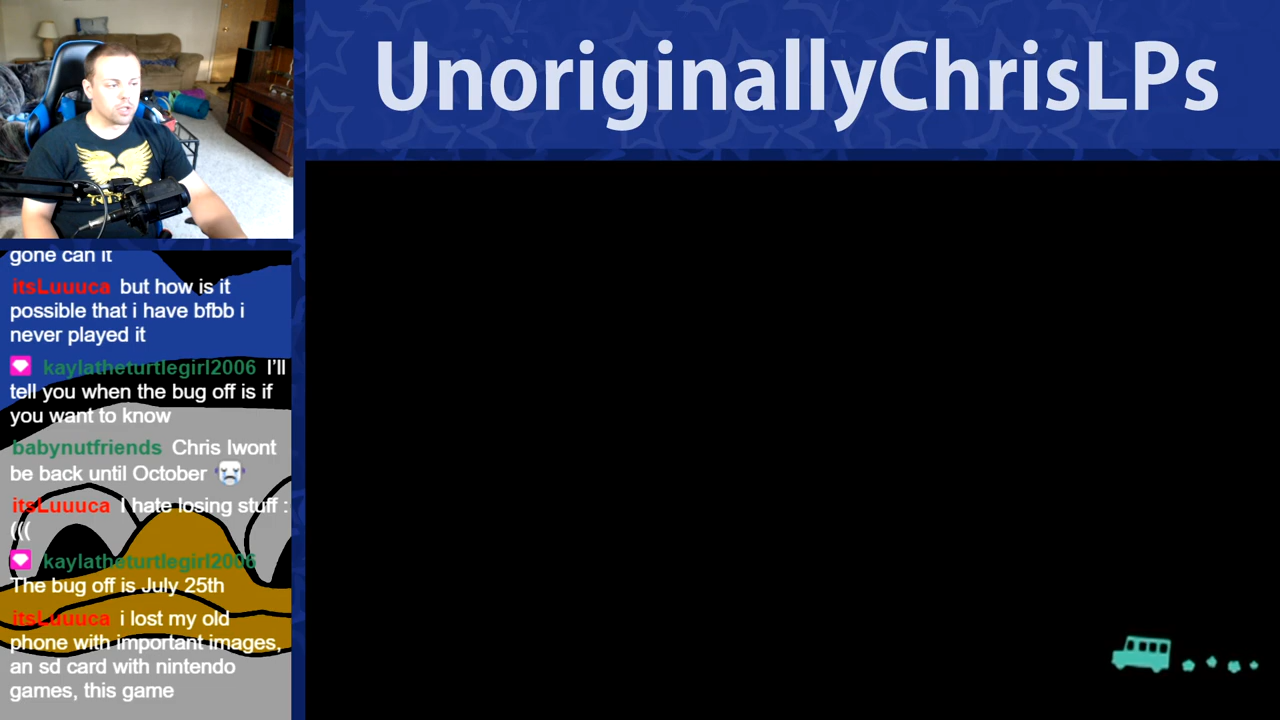 UnoriginallyChrisLPs
gone can it
itsLuuuca but how is it
possible that i have bfbb i
never played it
kaylatheturtlegirl2006 I'll
tell you when the bug off is if
you want to know
babynutfriends Chris Iwont
be back until October
itsLuuuca I hate losing stuff :
(((
kaylatheturtlegirl2006
The bug off is July 25th
itsLuuuca i lost my old
phone with important images,
an sd card with nintendo
games, this game